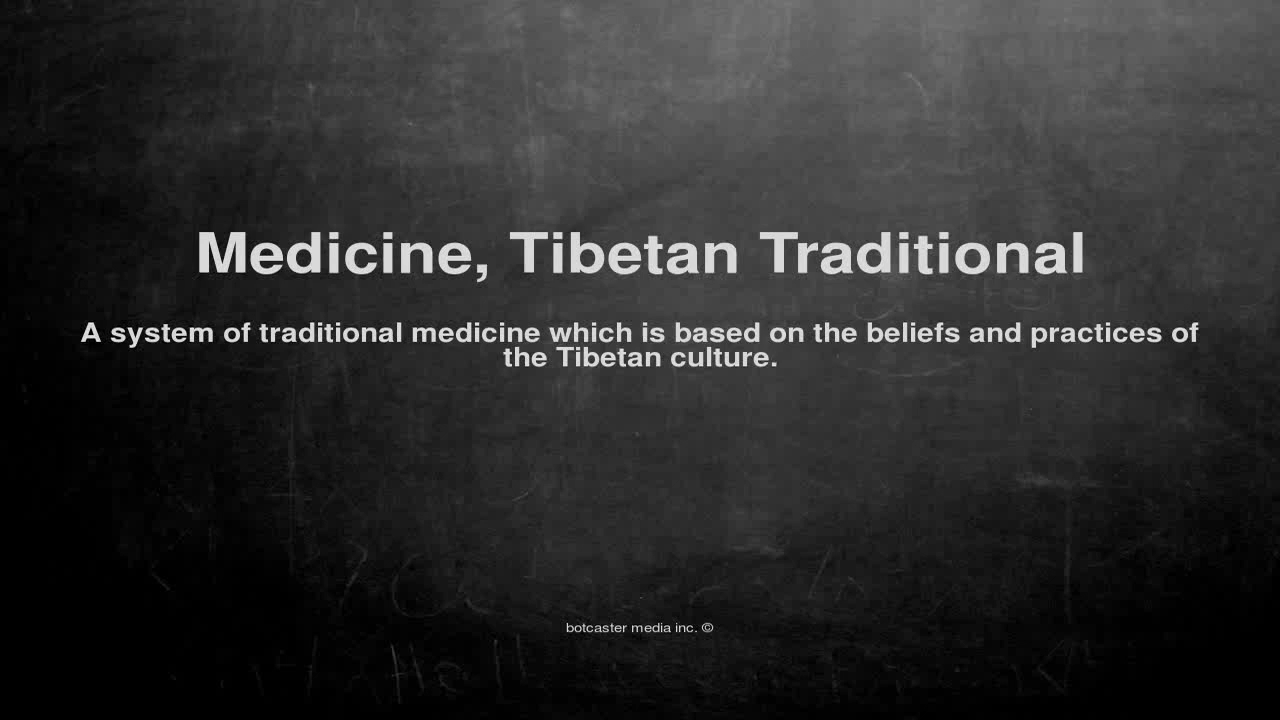 Medicine, Tibetan Traditional
A system of traditional medicine which is based on the beliefs and practices of
the Tibetan culture.
botcaster media inc. ©